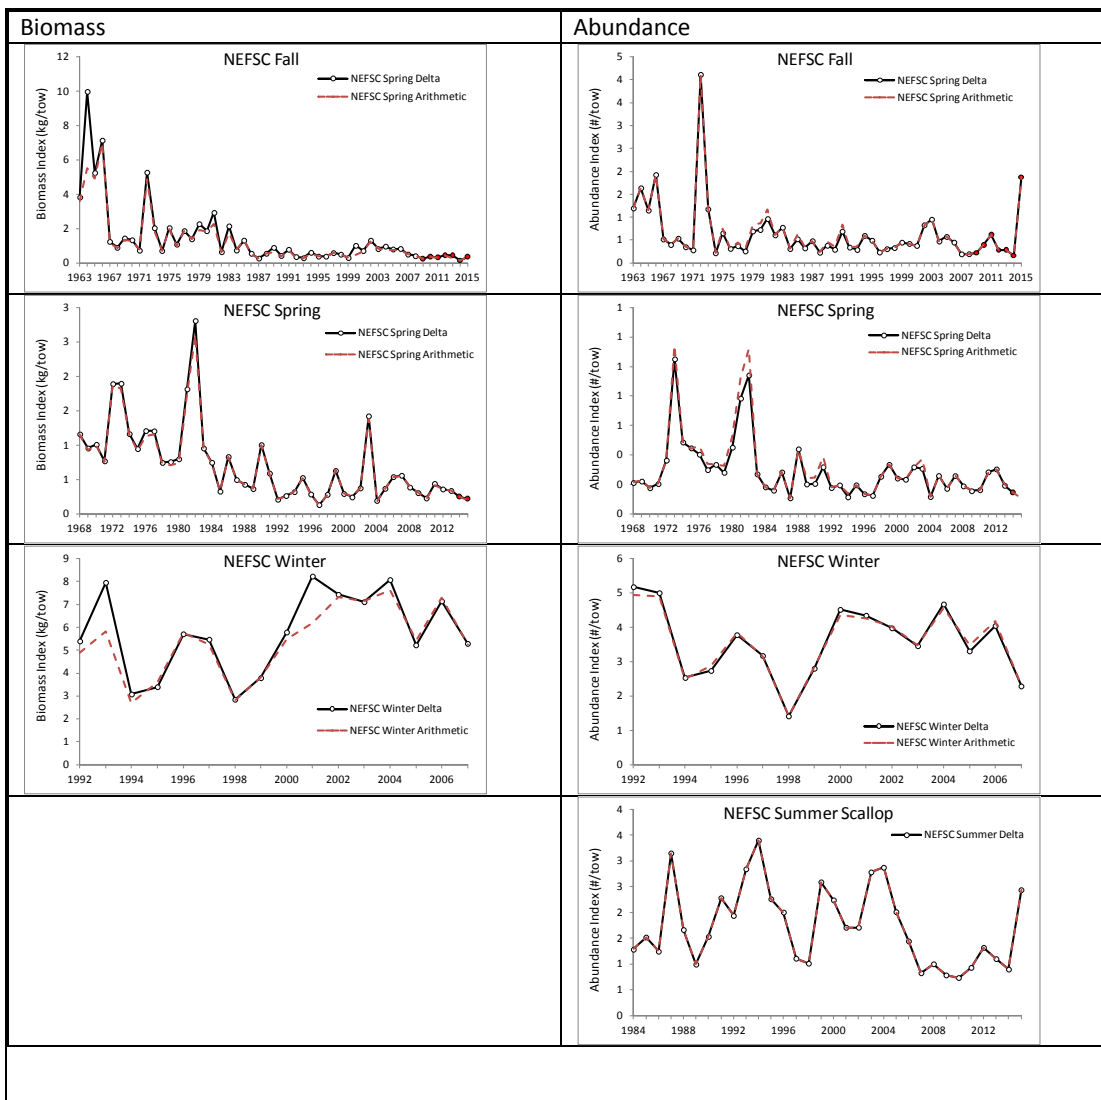 Biomass
Abundance
NEFSC Fall
NEFSC Spring Delta
NEFSC Spring Arithmetic
Biomass Index (kg/tow)
12
10
8
6
4
2
0
1963 1967 1971 1975 1979 1983 1987 1991 1995 1999 2003 2007 2011 2015
NEFSC Fall
NEFSC Spring Delta
NEFSC Spring Arithmetic
Abundance Index (#/tow)
5
4
4
3
3
2
2
1
1
0
1963 1967 1971 1975 1979 1983 1987 1991 1995 1999 2003 2007 2011 2015
NEFSC Spring
NEFSC Spring Delta
NEFSC Spring Arithmetic
Biomass Index (kg/tow)
3
3
2
2
1
1
0
1968 1972 1976 1980 1984 1988 1992 1996 2000 2004 2008 2012
NEFSC Spring
NEFSC Spring Delta
NEFSC Spring Arithmetic
Abundance Index (#/tow)
1
1
1
1
1
0
0
0
1968 1972 1976 1980 1984 1988 1992 1996 2000 2004 2008 2012
NEFSC Winter
Biomass Index (kg/tow)
9
8
7
6
5
4
3
2
1
0
NEFSC Winter Delta
NEFSC Winter Arithmetic
1992 1994 1996 1998 2000 2002 2004 2006
NEFSC Winter
Abundance Index (#/tow)
6
5
4
3
2
1
0
NEFSC Winter Delta
NEFSC Winter Arithmetic
1992 1994 1996 1998 2000 2002 2004 2006
NEFSC Summer Scallop
NEFSC Summer Delta
Abundance Index (#/tow)
4
4
3
3
2
2
1
1
0
1984 1988 1992 1996 2000 2004 2008 2012